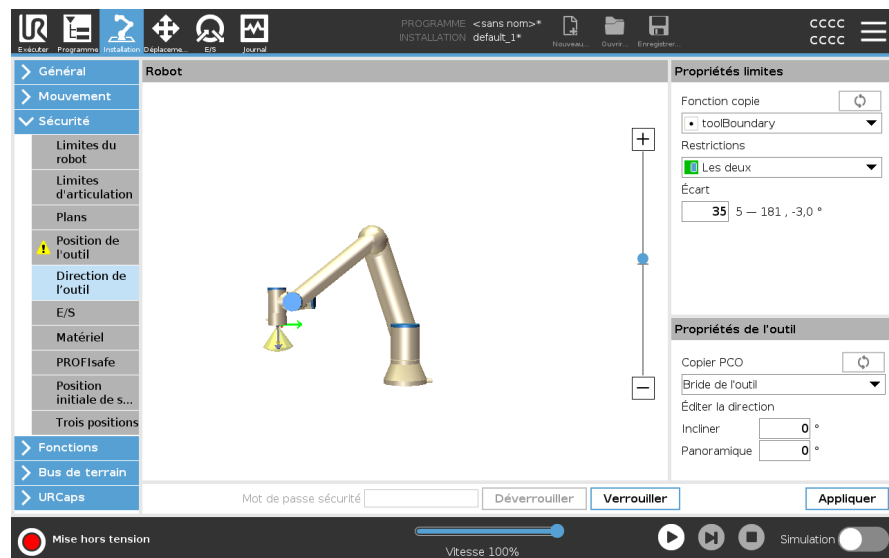 PROGRAMME <sans nom>*
INSTALLATION default_1*
cccc
cccc
Exécuter
Programme
Installation
Déplaceme...
E/S
Journal
Nouveau...
Ouvrir...
Enregistrer...
Général
Mouvement
Sécurité
Limites du
robot
Limites
d'articulation
Plans
Position de
l'outil
Direction de
l'outil
E/S
Matériel
PROFIsafe
Position
initiale de s...
Trois positions
Fonctions
Bus de terrain
URCaps
Robot
Propriétés limites
Fonction copie
toolBoundary
Restrictions
Les deux
Écart
35 5 — 181 , -3,0 °
Propriétés de l'outil
Copier PCO
Bride de l'outil
Éditer la direction
Incliner 0 °
Panoramique 0 °
Mot de passe sécurité
Déverrouiller
Verrouiller
Appliquer
Mise hors tension
Vitesse 100%
Simulation